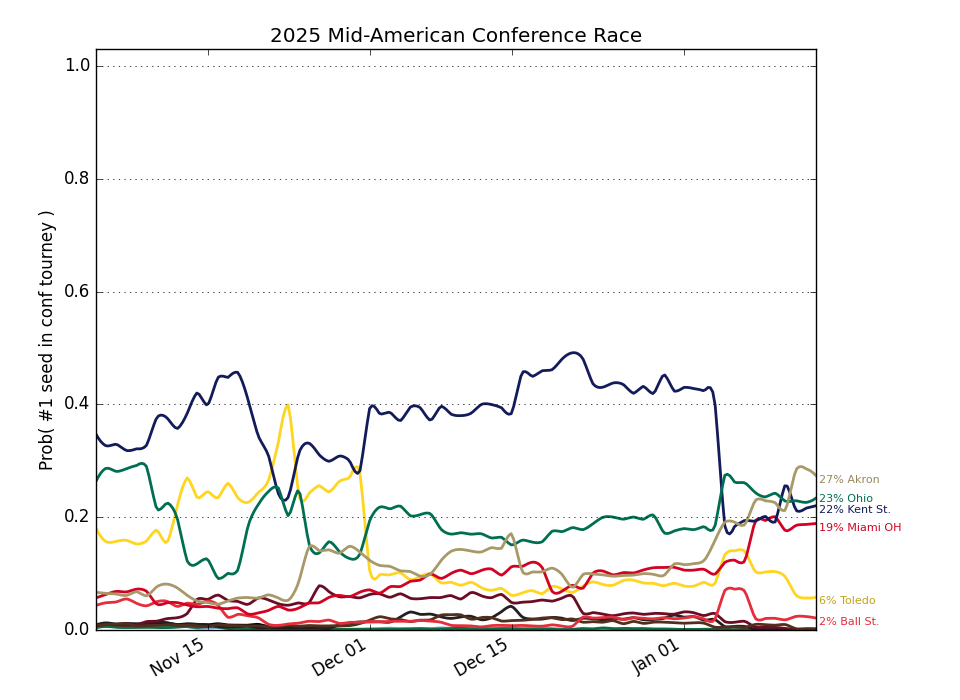 2025 Mid-American Conference Race
Prob( #1 seed in conf tourney )
1.0
0.8
0.6
0.4
0.2
0.0
27% Akron
23% Ohio
22% Kent St.
19% Miami OH
6% Toledo
2% Ball St.
Nov 15
Dec 01
Dec 15
Jan 01